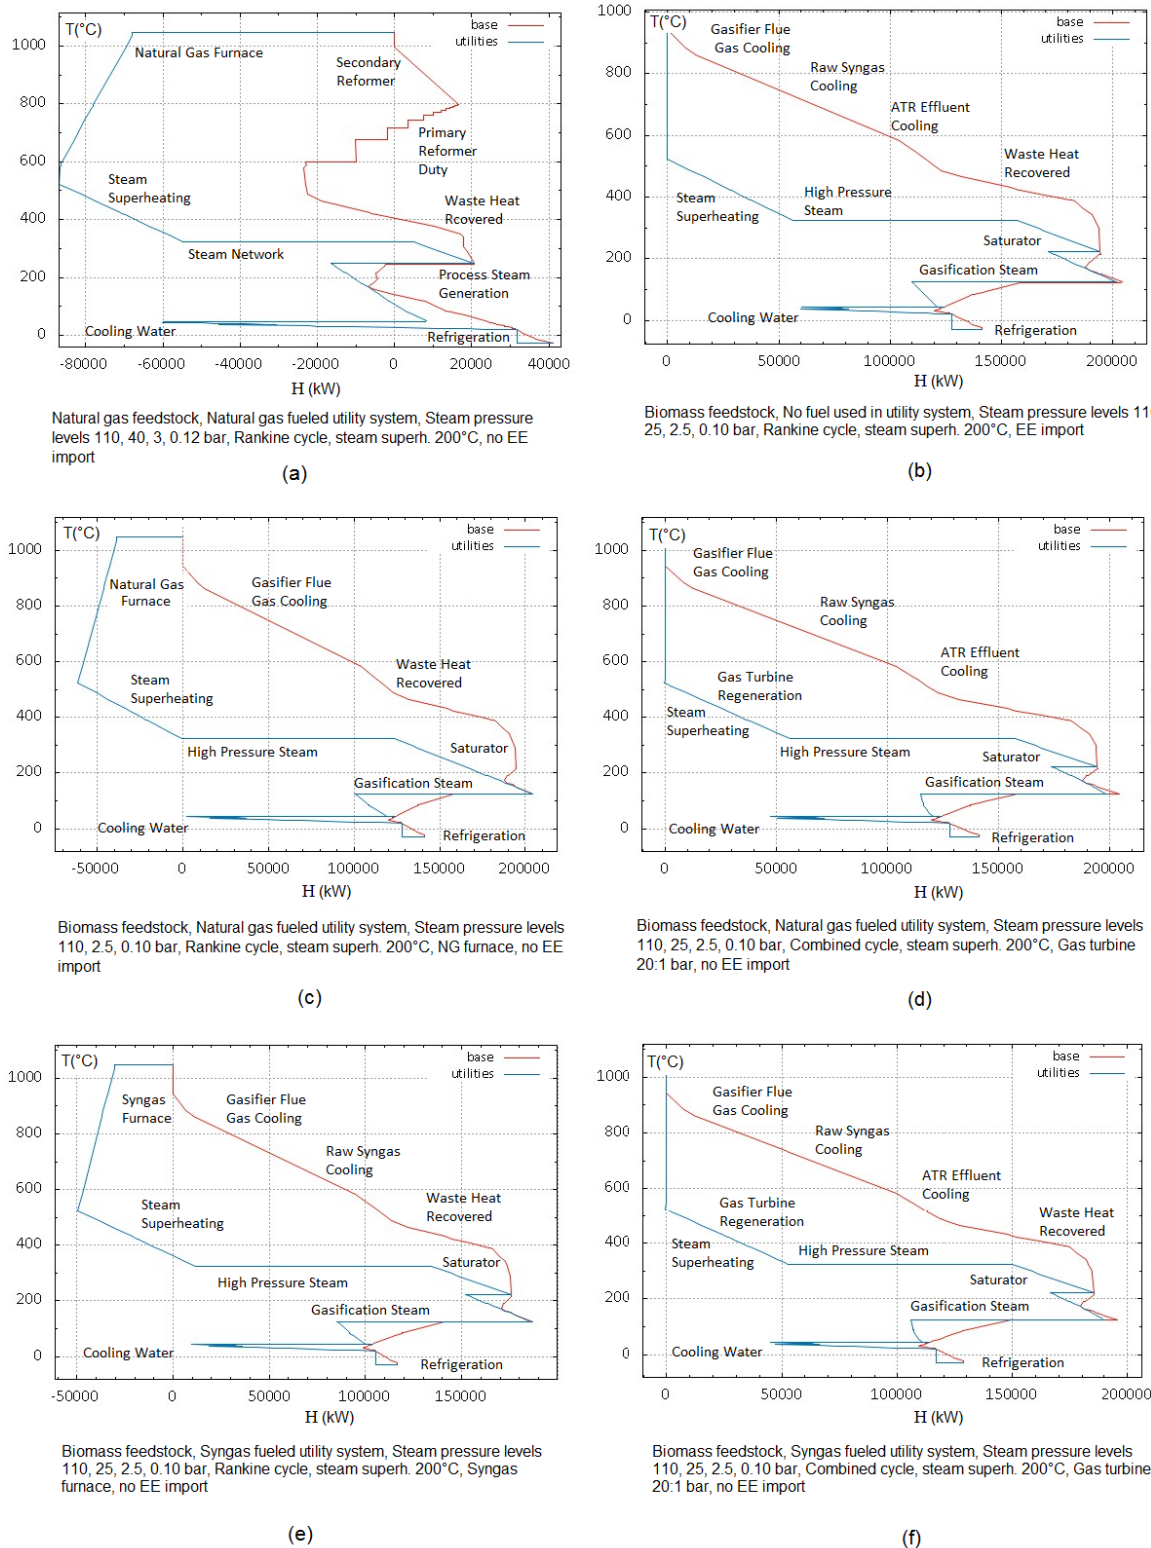 T(°C)
base
utilities
1000
800
600
400
200
0
Natural Gas Furnace
Secondary
Reformer
Primary
Reformer
Duty
Steam
Superheating
Waste Heat
Rcovered
Steam Network
Process Steam
Generation
Cooling Water
Refrigeration
-80000 -60000 -40000 -20000 0 20000 40000
H (kW)
Natural gas feedstock, Natural gas fueled utility system, Steam pressure
levels 110, 40, 3, 0.12 bar, Rankine cycle, steam superh. 200°C, no EE
import
(a)
T(°C)
base
utilities
1000
800
600
400
200
0
Gasifier Flue
Gas Cooling
Raw Syngas
Cooling
ATR Effluent
Cooling
Waste Heat
Recovered
Steam
Superheating
High Pressure
Steam
Saturator
Gasification Steam
Cooling Water
Refrigeration
0 50000 100000 150000 200000
H (kW)
Biomass feedstock, No fuel used in utility system, Steam pressure levels
25, 2.5, 0.10 bar, Rankine cycle, steam superh. 200°C, EE import
(b)
T(°C)
base
utilities
1000
800
600
400
200
0
Natural Gas
Furnace
Gasifier Flue
Gas Cooling
Waste Heat
Recovered
Steam
Superheating
High Pressure Steam
Saturator
Gasification Steam
Cooling Water
Refrigeration
-50000 0 50000 100000 150000 200000
H (kW)
Biomass feedstock, Natural gas fueled utility system, Steam pressure levels
110, 2.5, 0.10 bar, Rankine cycle, steam superh. 200°C, NG furnace, no EE
import
(c)
T(°C)
base
utilities
1000
800
600
400
200
0
Gasifier Flue
Gas Cooling
Raw Syngas
Cooling
ATR Effluent
Cooling
Gas Turbine
Regeneration
Steam
Superheating
High Pressure Steam
Saturator
Gasification Steam
Cooling Water
Refrigeration
0 50000 100000 150000 200000
H (kW)
Biomass feedstock, Natural gas fueled utility system, Steam pressure levels
110, 25, 2.5, 0.10 bar, Combined cycle, steam superh. 200°C, Gas turbine
20:1 bar, no EE import
(d)
T(°C)
base
utilities
1000
800
600
400
200
0
Syngas
Furnace
Gasifier Flue
Gas Cooling
Raw Syngas
Cooling
Waste Heat
Recovered
Steam
Superheating
Saturator
High Pressure Steam
Gasification Steam
Cooling Water
Refrigeration
-50000 0 50000 100000 150000
H (kW)
Biomass feedstock, Syngas fueled utility system, Steam pressure levels
110, 25, 2.5, 0.10 bar, Rankine cycle, steam superh. 200°C, Syngas
furnace, no EE import
(e)
T(°C)
base
utilities
1000
800
600
400
200
0
Gasifier Flue
Gas Cooling
Raw Syngas
Cooling
ATR Effluent
Cooling
Gas Turbine
Regeneration
Waste Heat
Recovered
Steam
Superheating
High Pressure Steam
Saturator
Gasification Steam
Cooling Water
Refrigeration
0 50000 100000 150000 200000
H (kW)
Biomass feedstock, Syngas fueled utility system, Steam pressure levels
110, 25, 2.5, 0.10 bar, Combined cycle, steam superh. 200°C, Gas turbine
20:1 bar, no EE import
(f)